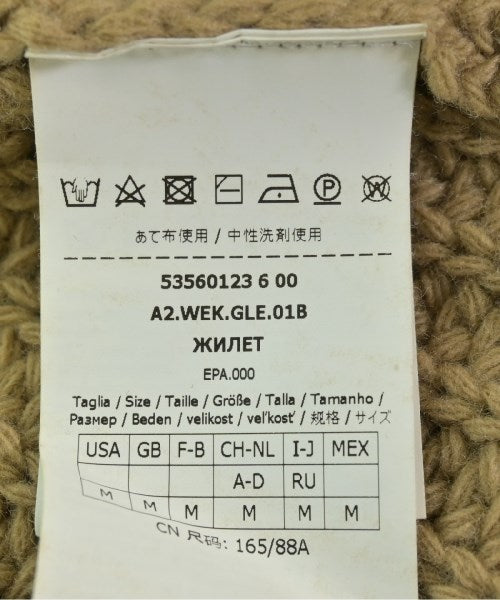 P W
あて布使用 / 中性洗剤使用
53560123 6 00
A2.WEK.GLE.01B
ЖИЛЕТ
EPA.000
Taglia / Size / Taille / Größe / Talla / Tamanho /
Размер / Beden / velikost / veľkosť / 规格 / サイズ
USA GB F-B CH-NL I-J MEX
A-D RU
M M M M M M
CN 尺码: 165/88A